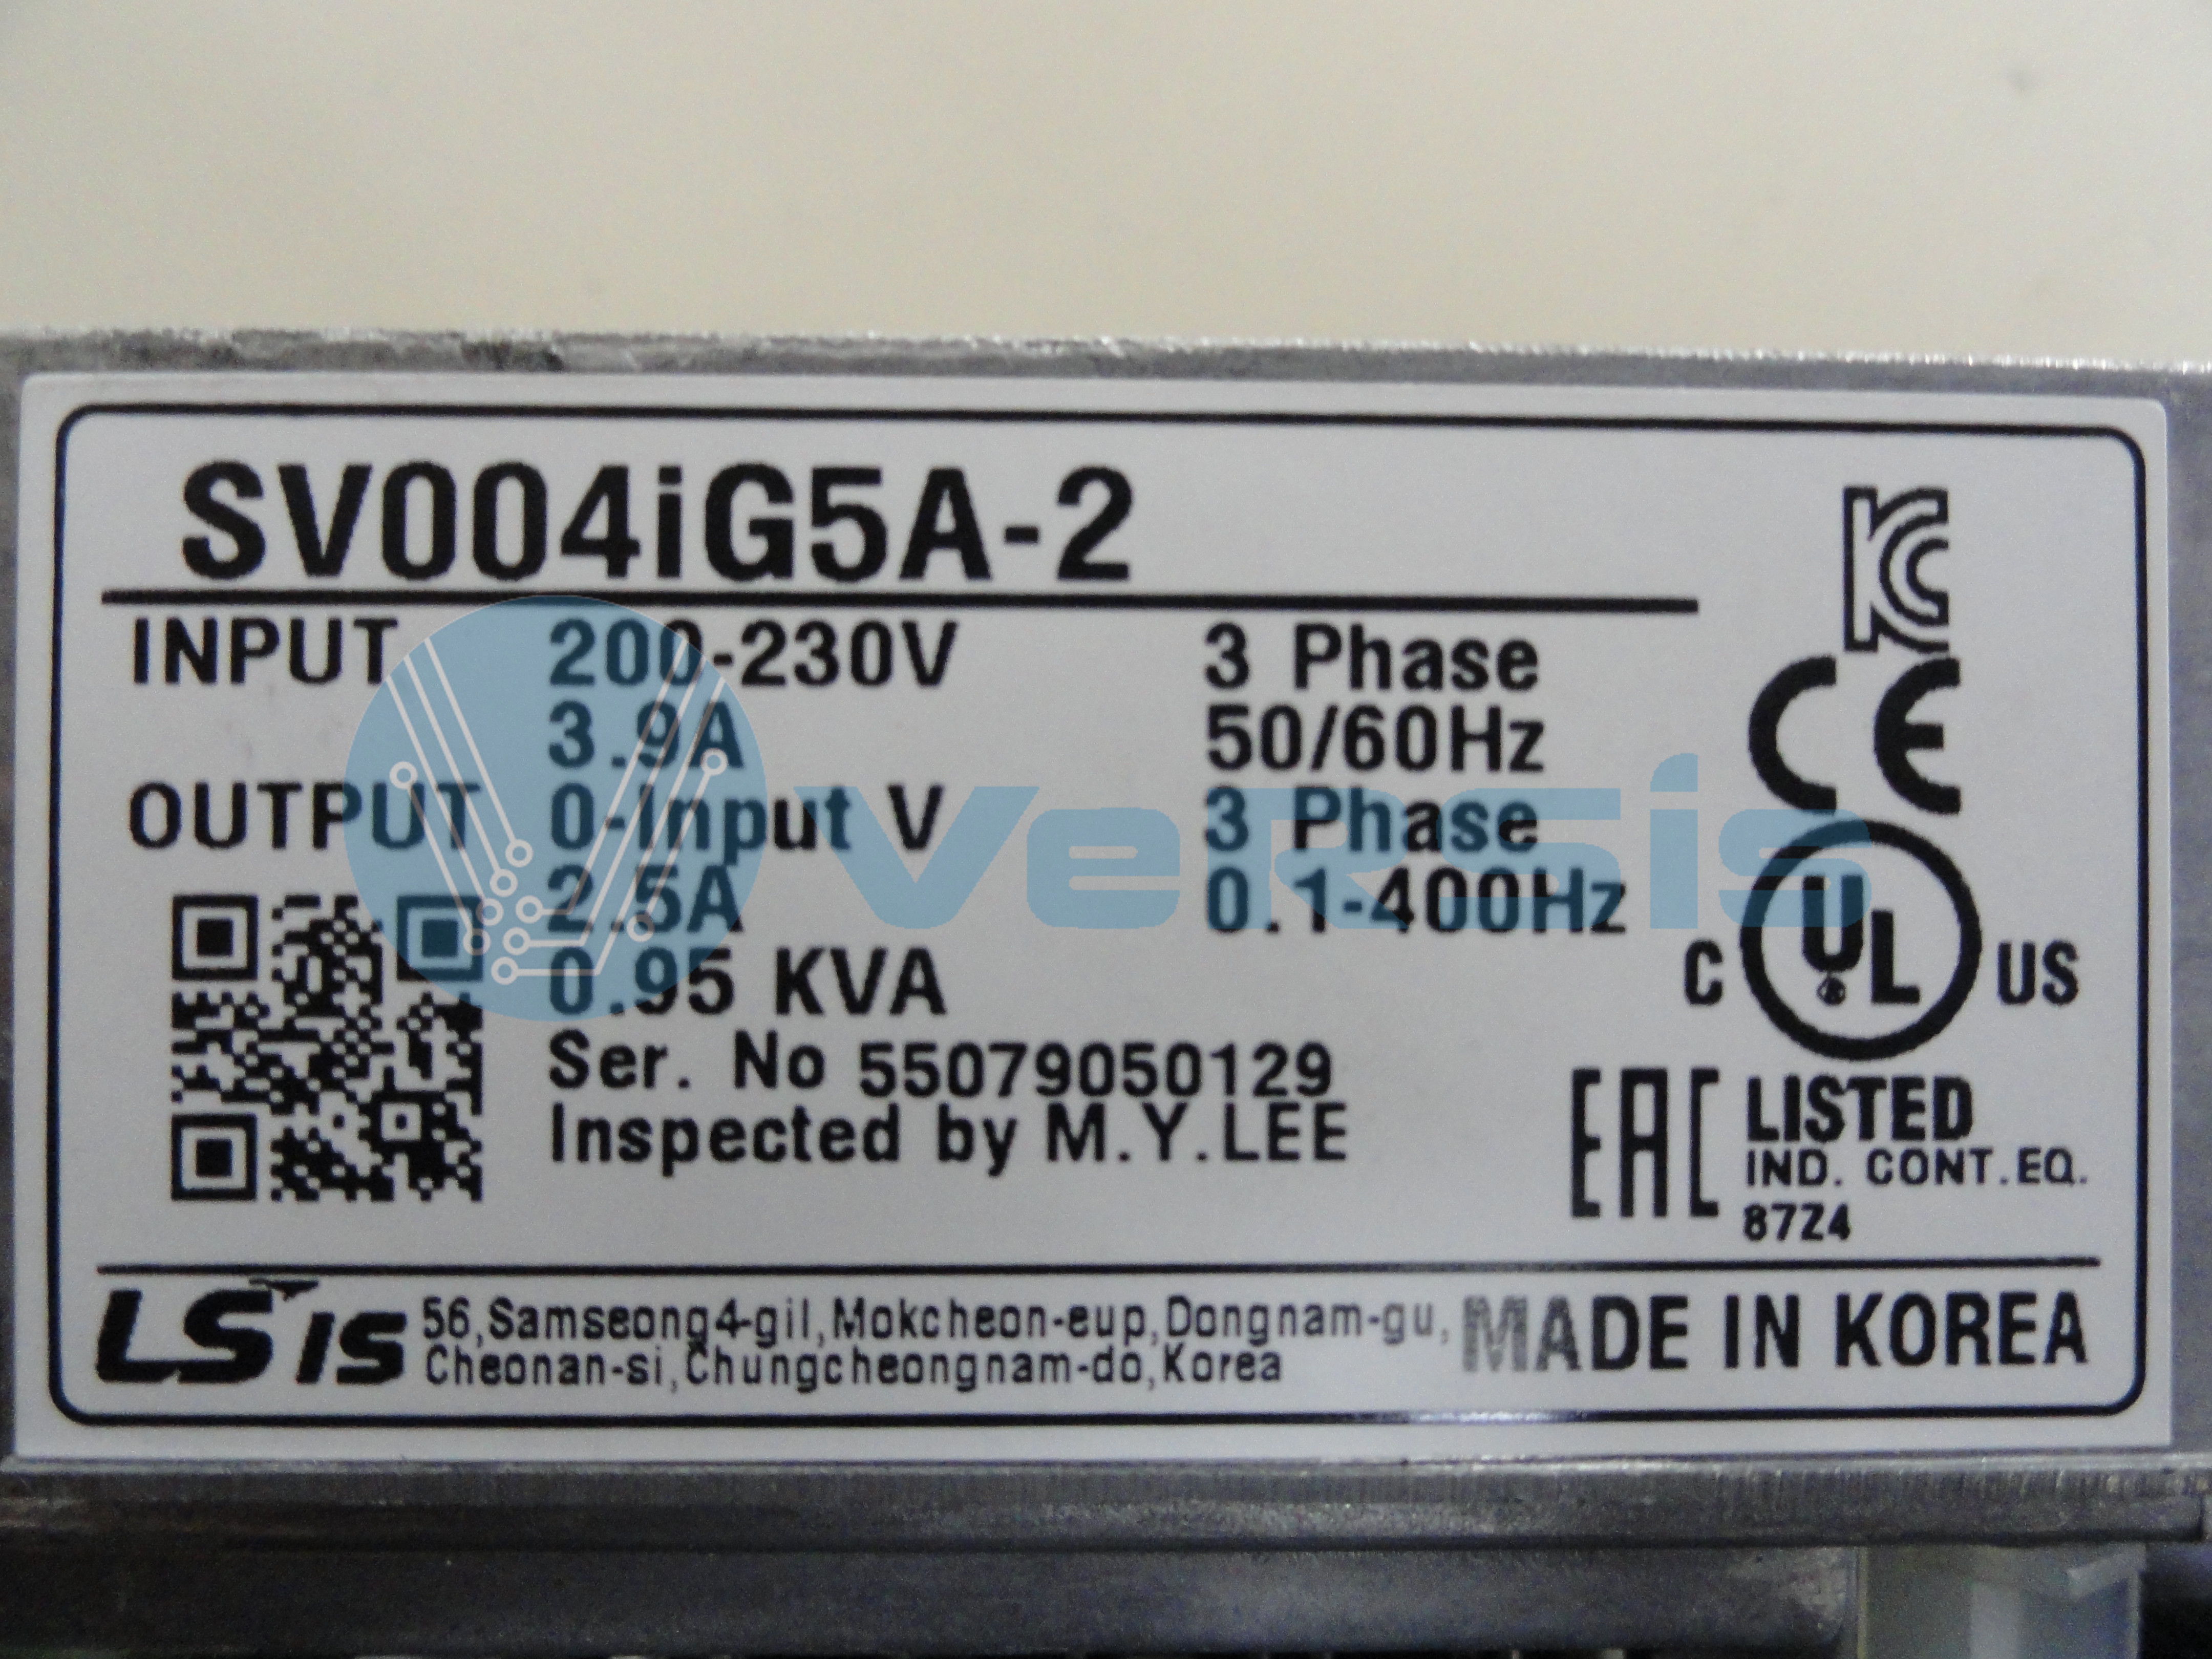 SV004iG5A-2
INPUT 200-230V 3 Phase
3.9A 50/60Hz
OUTPUT 0-Input V 3 Phase
2.5A 0.1-400Hz
0.95 KVA
Ser. No 55079050129
Inspected by M.Y.LEE
KC
CE
C UL US
EAC
LISTED
IND. CONT.EQ.
87Z4
LS IS
56,Samseong4-gil,Mokcheon-eup,Dongnam-gu,
Cheonan-si,Chungcheongnam-do,Korea
MADE IN KOREA
VeRSis